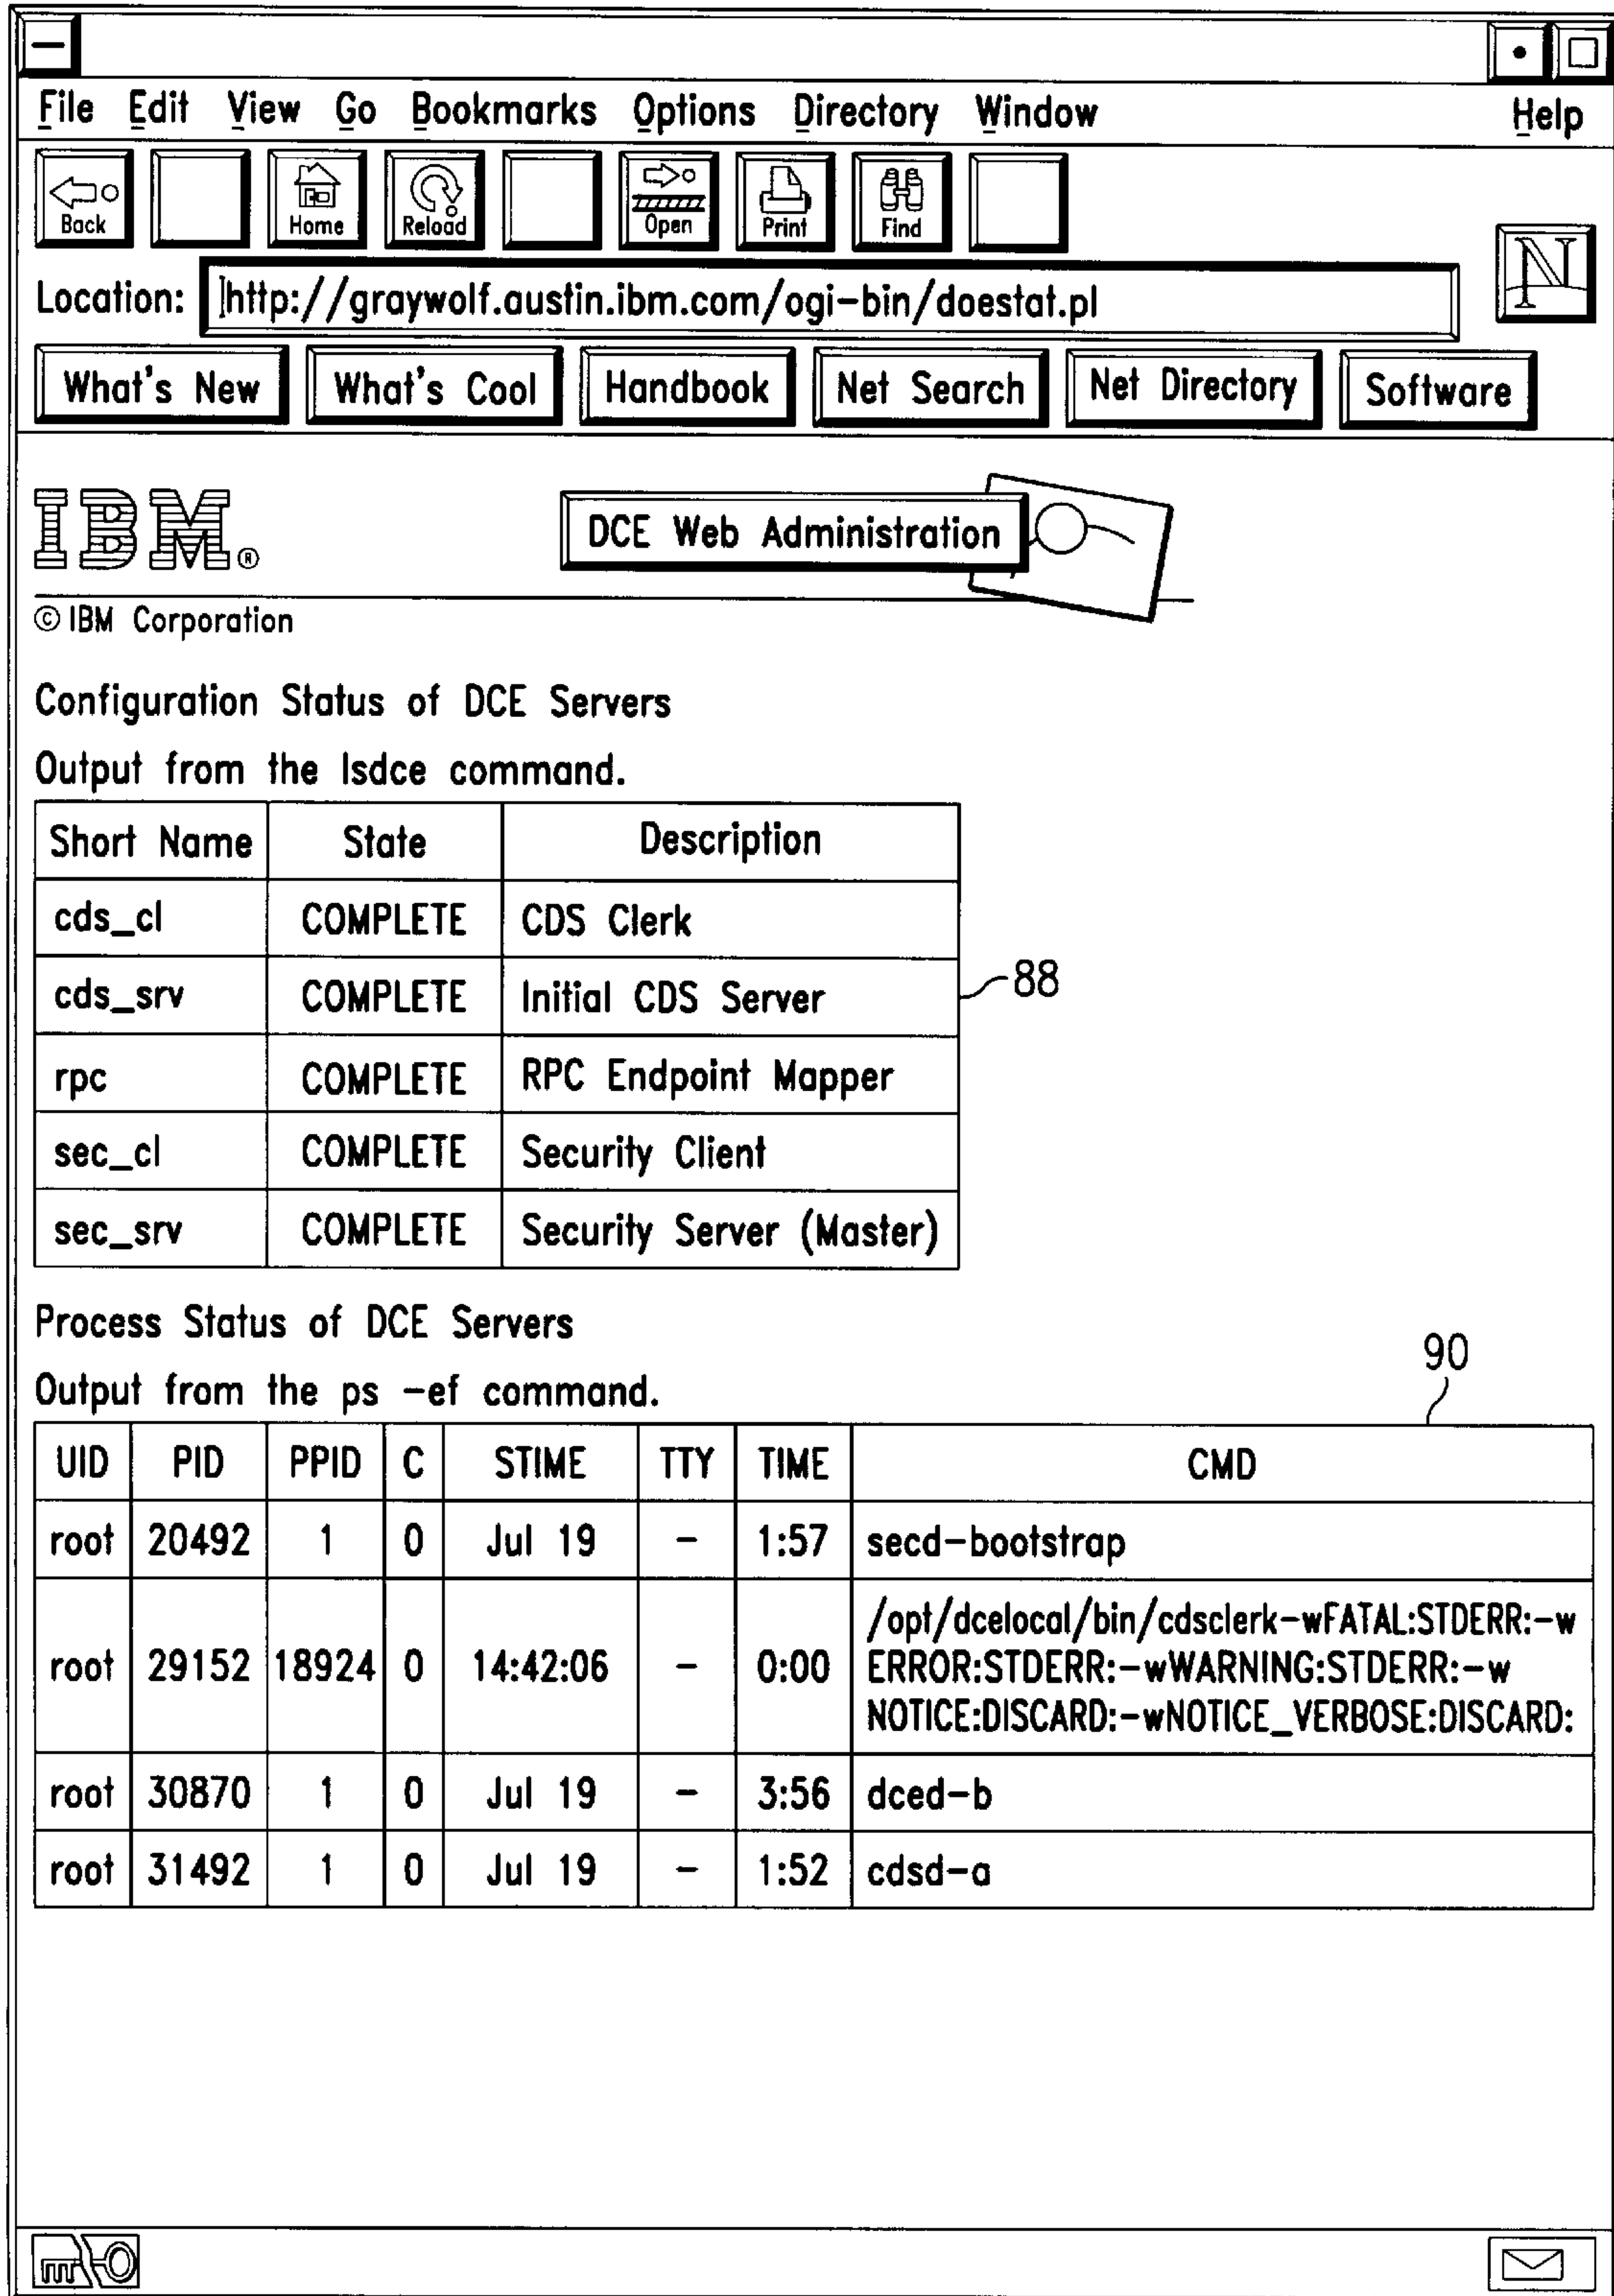 File Edit View Go Bookmarks Options Directory Window Help
Back Home Reload Open Print Find
N
Location: http://graywolf.austin.ibm.com/ogi-bin/doestat.pl
What's New What's Cool Handbook Net Search Net Directory Software
IBM®
DCE Web Administration
© IBM Corporation
Configuration Status of DCE Servers
Output from the lsdce command.
Short Name State Description
cds_cl COMPLETE CDS Clerk
cds_srv COMPLETE Initial CDS Server
88
rpc COMPLETE RPC Endpoint Mapper
sec_cl COMPLETE Security Client
sec_srv COMPLETE Security Server (Master)
Process Status of DCE Servers
90
Output from the ps -ef command.
UID PID PPID C STIME TTY TIME CMD
root 20492 1 0 Jul 19 - 1:57 secd-bootstrap
root 29152 18924 0 14:42:06 - 0:00 /opt/dcelocal/bin/cdsclerk-wFATAL:STDERR:-w
ERROR:STDERR:-wWARNING:STDERR:-w
NOTICE:DISCARD:-wNOTICE_VERBOSE:DISCARD:
root 30870 1 0 Jul 19 - 3:56 dced-b
root 31492 1 0 Jul 19 - 1:52 cdsd-a